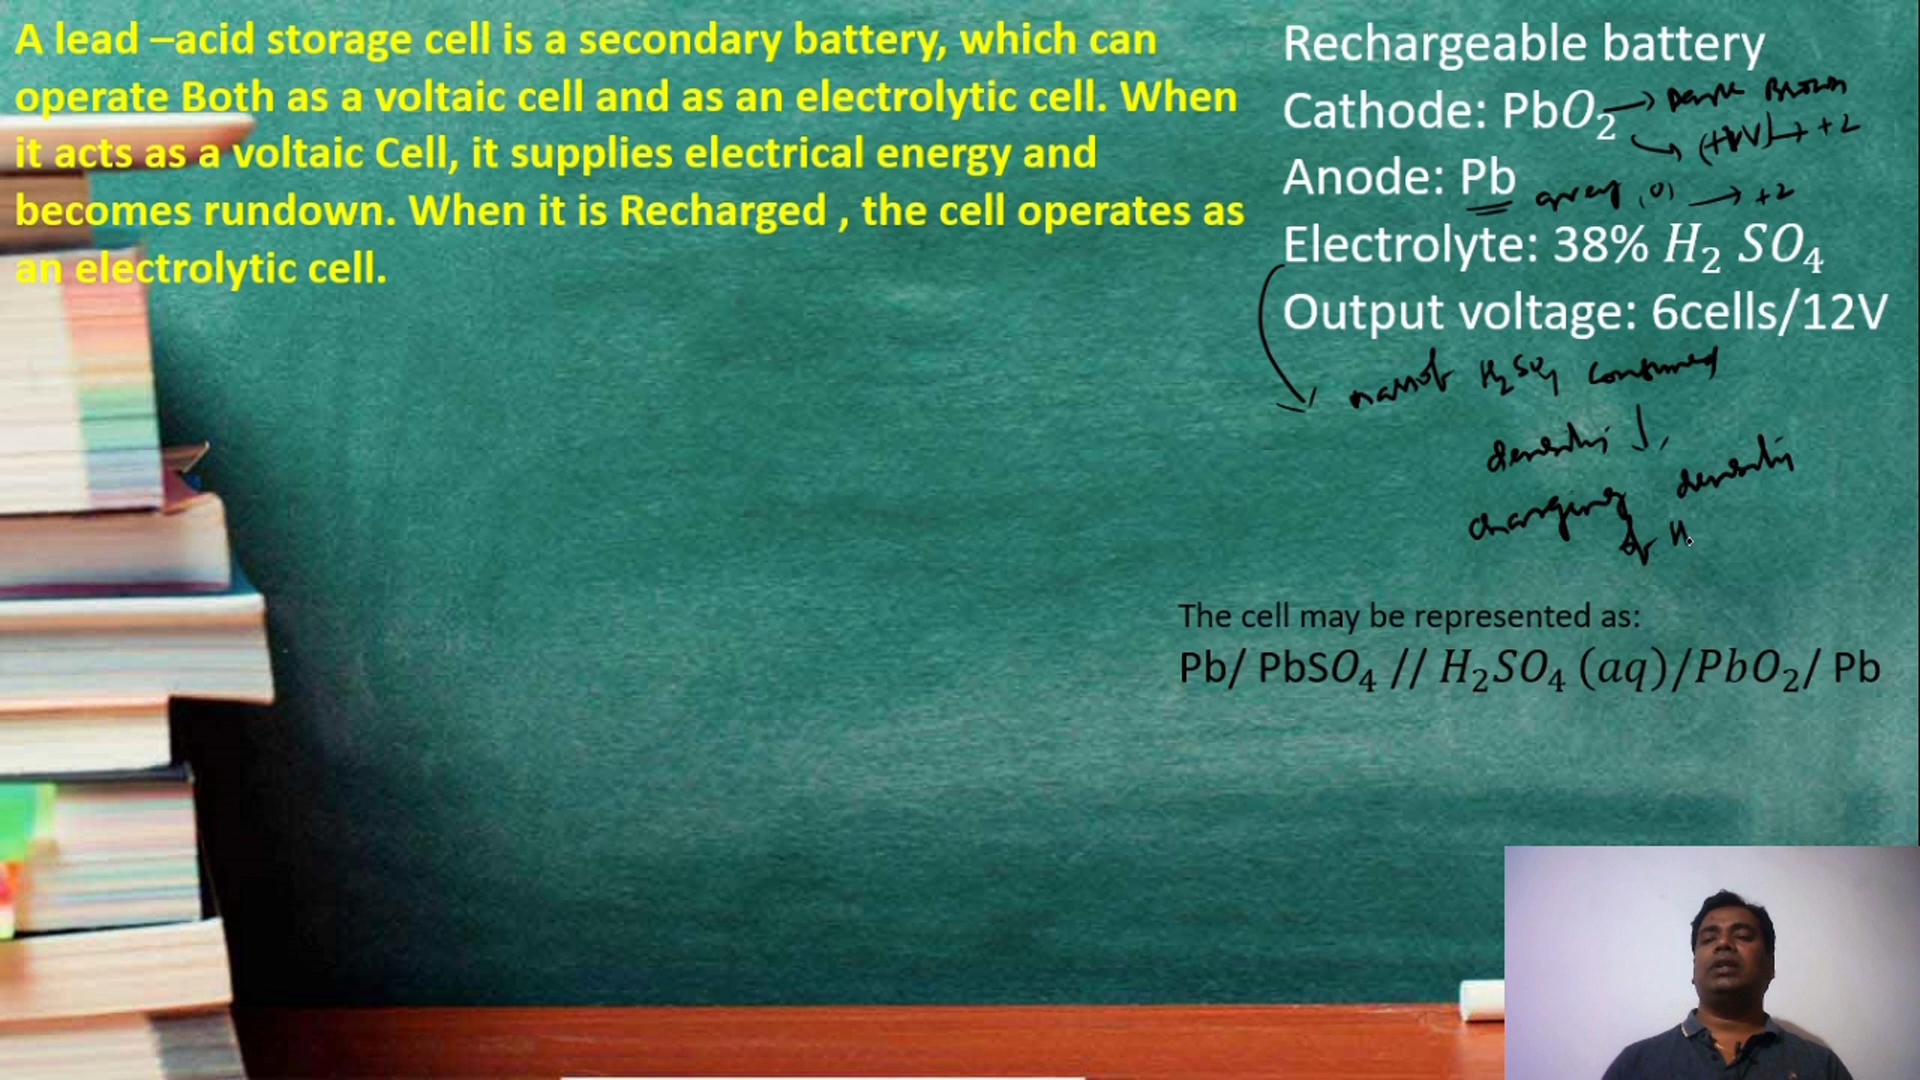 A lead –acid storage cell is a secondary battery, which can
operate Both as a voltaic cell and as an electrolytic cell. When
it acts as a voltaic Cell, it supplies electrical energy and
becomes rundown. When it is Recharged , the cell operates as
an electrolytic cell.
Rechargeable battery
Cathode: PbO₂ → Dark Brown
(+IV) → +2
Anode: Pb grey (0) → +2
Electrolyte: 38% H₂ SO₄
Output voltage: 6cells/12V
H₂SO₄ consumed
density ↓,
charging density
of H
The cell may be represented as:
Pb/ PbSO₄ // H₂SO₄ (aq)/PbO₂/ Pb